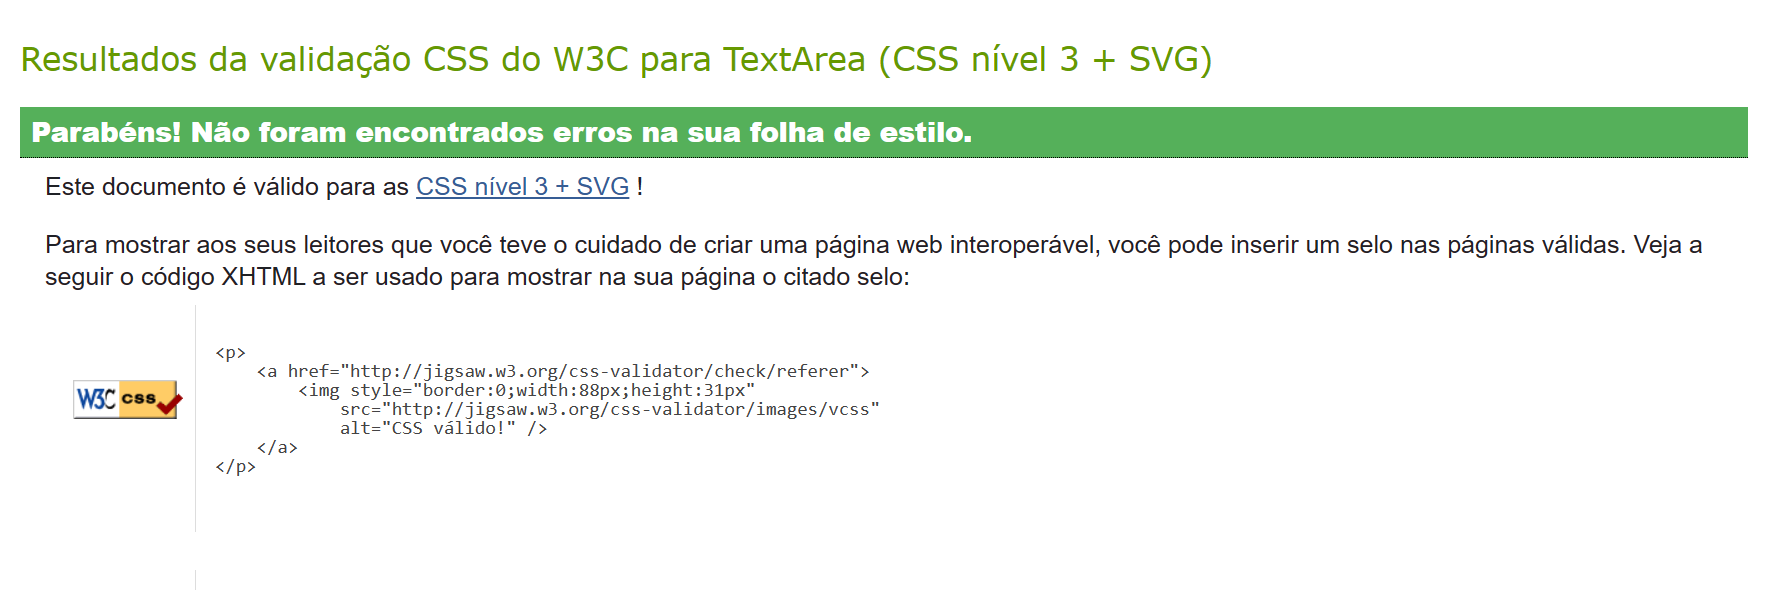 Resultados da validação CSS do W3C para TextArea (CSS nível 3 + SVG)
Parabéns! Não foram encontrados erros na sua folha de estilo.
Este documento é válido para as CSS nível 3 + SVG !
Para mostrar aos seus leitores que você teve o cuidado de criar uma página web interoperável, você pode inserir um selo nas páginas válidas. Veja a
seguir o código XHTML a ser usado para mostrar na sua página o citado selo:
W3C css
<p>
    <a href="http://jigsaw.w3.org/css-validator/check/referer">
        <img style="border:0;width:88px;height:31px"
            src="http://jigsaw.w3.org/css-validator/images/vcss"
            alt="CSS válido!" />
    </a>
</p>